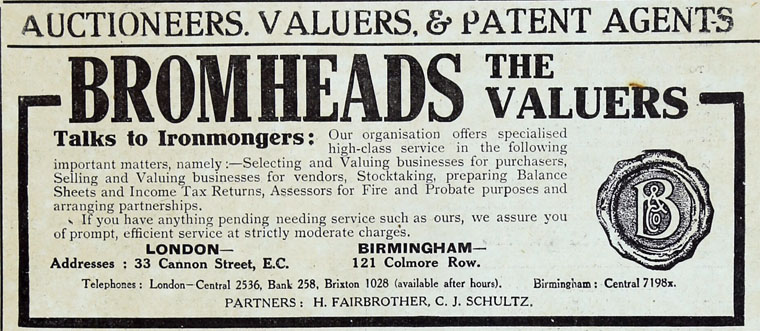 AUCTIONEERS. VALUERS, & PATENT AGENTS
BROMHEADS THE VALUERS
Talks to Ironmongers: Our organisation offers specialised
high-class service in the following
important matters, namely :—Selecting and Valuing businesses for purchasers,
Selling and Valuing businesses for vendors, Stocktaking, preparing Balance
Sheets and Income Tax Returns, Assessors for Fire and Probate purposes and
arranging partnerships.
If you have anything pending needing service such as ours, we assure you
of prompt, efficient service at strictly moderate charges.
LONDON— BIRMINGHAM—
Addresses : 33 Cannon Street, E.C. 121 Colmore Row.
Telephones : London—Central 2536, Bank 258, Brixton 1028 (available after hours). Birmingham : Central 7198x.
PARTNERS : H. FAIRBROTHER, C. J. SCHULTZ.
B & Co